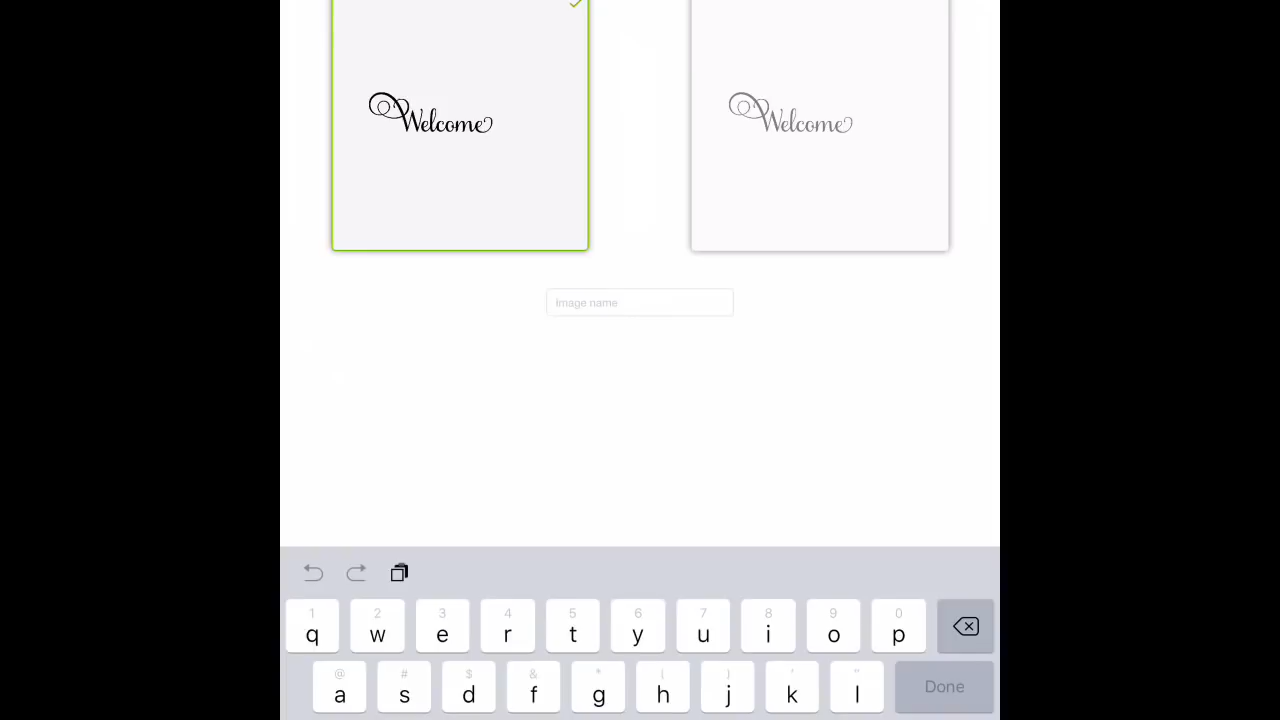 Welcome Welcome
Image name
1 2 3 4 5 6 7 8 9 0
q w e r t y u i o p
@ # $ & * ( ) ' "
a s d f g h j k l Done